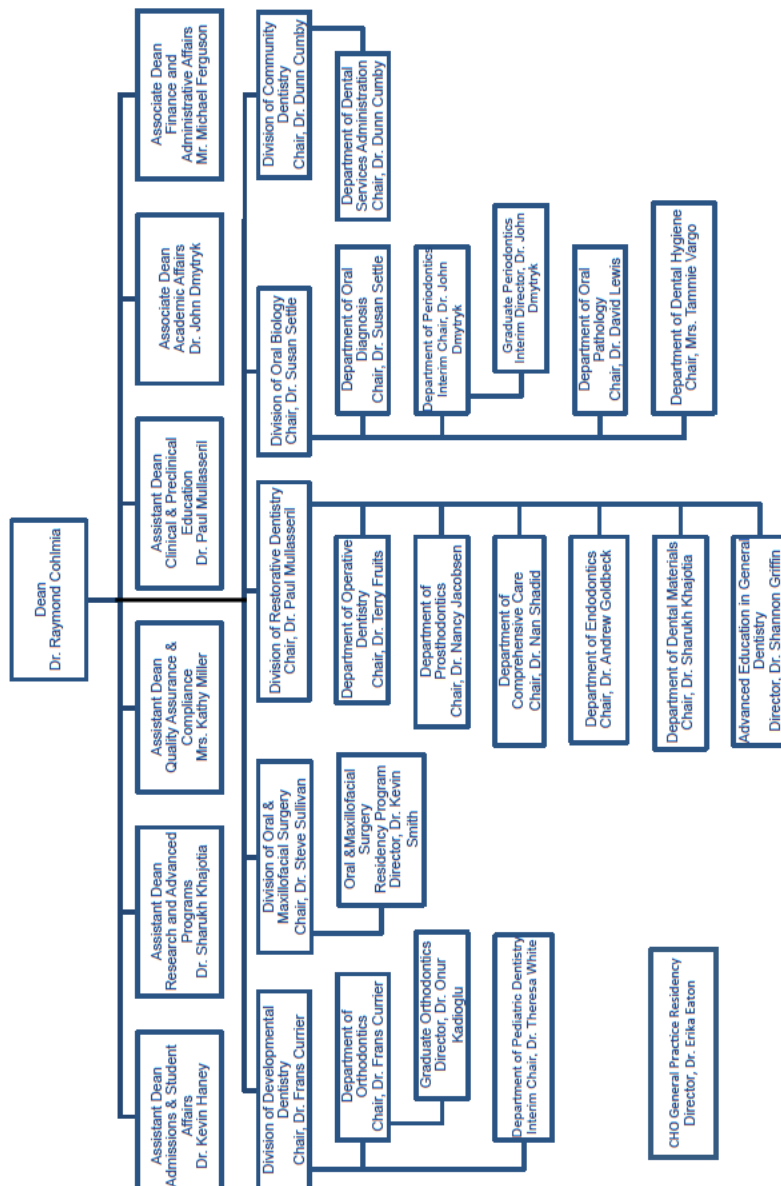 Dean
Dr. Raymond Cohlmia
Assistant Dean
Admissions & Student
Affairs
Dr. Kevin Haney
Assistant Dean
Research and Advanced
Programs
Dr. Sharukh Khajotia
Assistant Dean
Quality Assurance &
Compliance
Mrs. Kathy Miller
Assistant Dean
Clinical & Preclinical
Education
Dr. Paul Mullasseril
Associate Dean
Academic Affairs
Dr. John Dmytryk
Associate Dean
Finance and
Administrative Affairs
Mr. Michael Ferguson
Division of Developmental
Dentistry
Chair, Dr. Frans Currier
Division of Oral &
Maxillofacial Surgery
Chair, Dr. Steve Sullivan
Division of Restorative Dentistry
Chair, Dr. Paul Mullasseril
Division of Oral Biology
Chair, Dr. Susan Settle
Division of Community
Dentistry
Chair, Dr. Dunn Cumby
Department of
Orthodontics
Chair, Dr. Frans Currier
Graduate Orthodontics
Director, Dr. Onur
Kadioglu
Department of Pediatric Dentistry
Interim Chair, Dr. Theresa White
Oral &Maxillofacial
Surgery
Residency Program
Director, Dr. Kevin
Smith
Department of Operative
Dentistry
Chair, Dr. Terry Fruits
Department of
Prosthodontics
Chair, Dr. Nancy Jacobsen
Department of
Comprehensive Care
Chair, Dr. Nan Shadid
Department of Endodontics
Chair, Dr. Andrew Goldbeck
Department of Dental Materials
Chair, Dr. Sharukh Khajotia
Advanced Education in General
Dentistry
Director, Dr. Shannon Griffin
Department of Oral
Diagnosis
Chair, Dr. Susan Settle
Department of Periodontics
Interim Chair, Dr. John
Dmytryk
Graduate Periodontics
Interim Director, Dr. John
Dmytryk
Department of Oral
Pathology
Chair, Dr. David Lewis
Department of Dental Hygiene
Chair, Mrs. Tammie Vargo
Department of Dental
Services Administration
Chair, Dr. Dunn Cumby
CHO General Practice Residency
Director, Dr. Erika Eaton